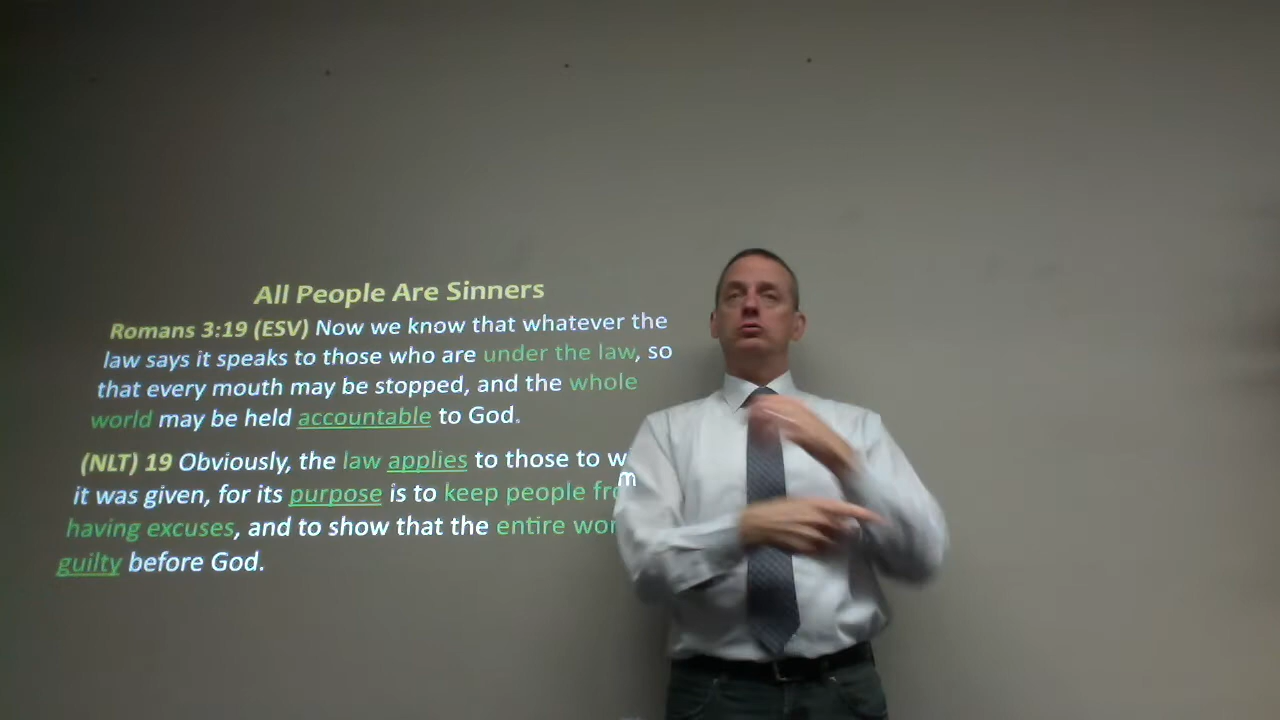 All People Are Sinners
Romans 3:19 (ESV) Now we know that whatever the
law says it speaks to those who are under the law, so
that every mouth may be stopped, and the whole
world may be held accountable to God.
(NLT) 19 Obviously, the law applies to those to
it was given, for its purpose is to keep people
having excuses, and to show that the entire
guilty before God.